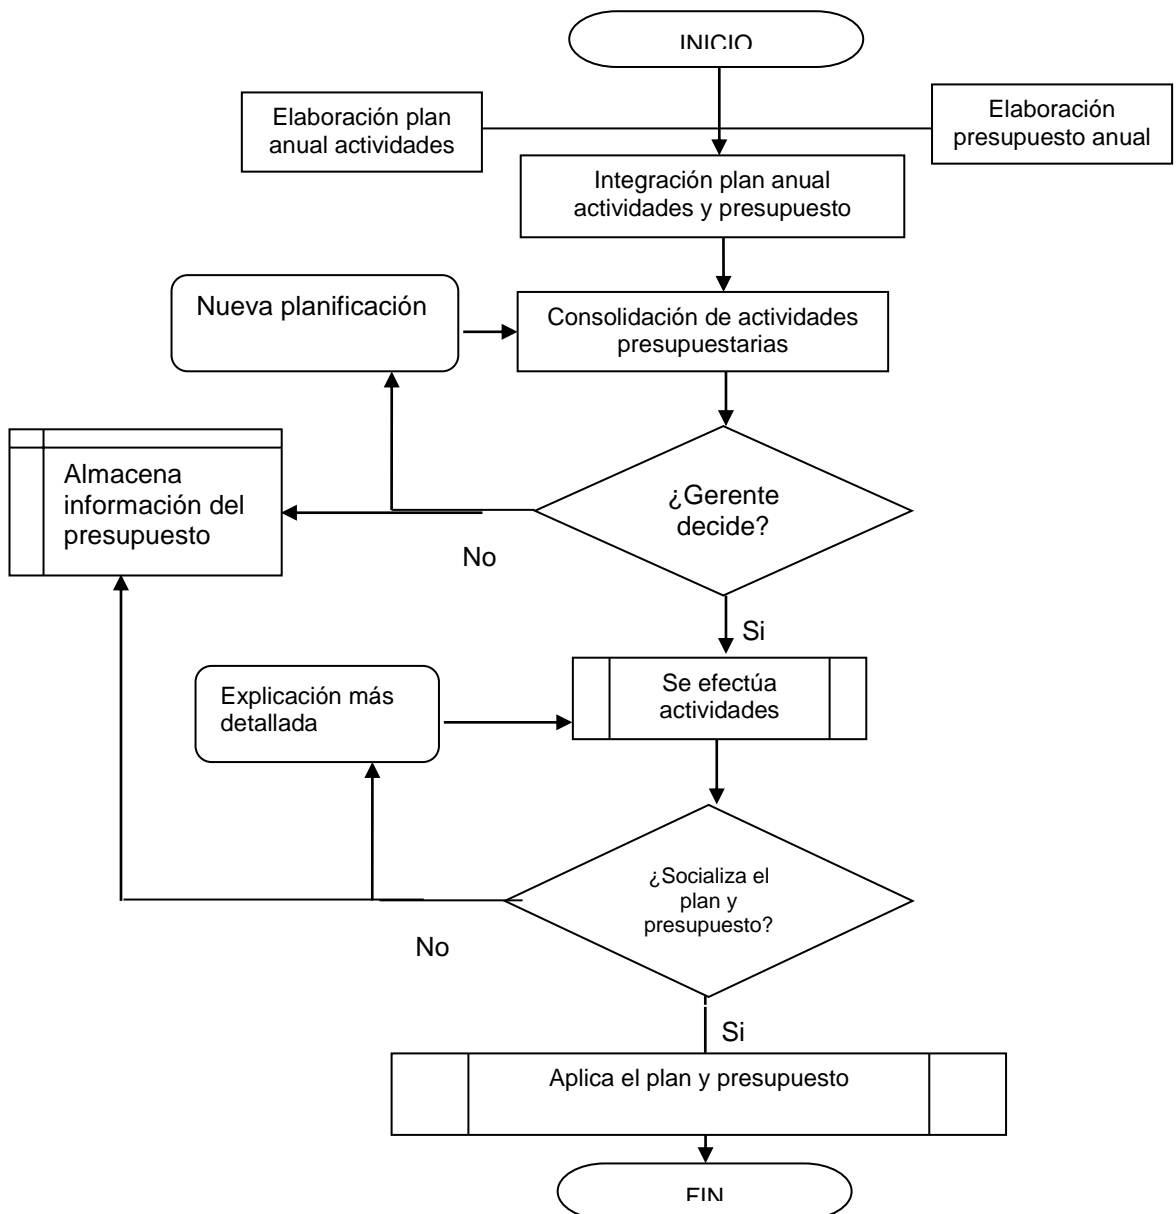 INICIO
Elaboración plan
anual actividades
Elaboración
presupuesto anual
Integración plan anual
actividades y presupuesto
Nueva planificación
Consolidación de actividades
presupuestarias
Almacena
información del
presupuesto
¿Gerente
decide?
No
Si
Explicación más
detallada
Se efectúa
actividades
¿Socializa el
plan y
presupuesto?
No
Si
Aplica el plan y presupuesto
FIN